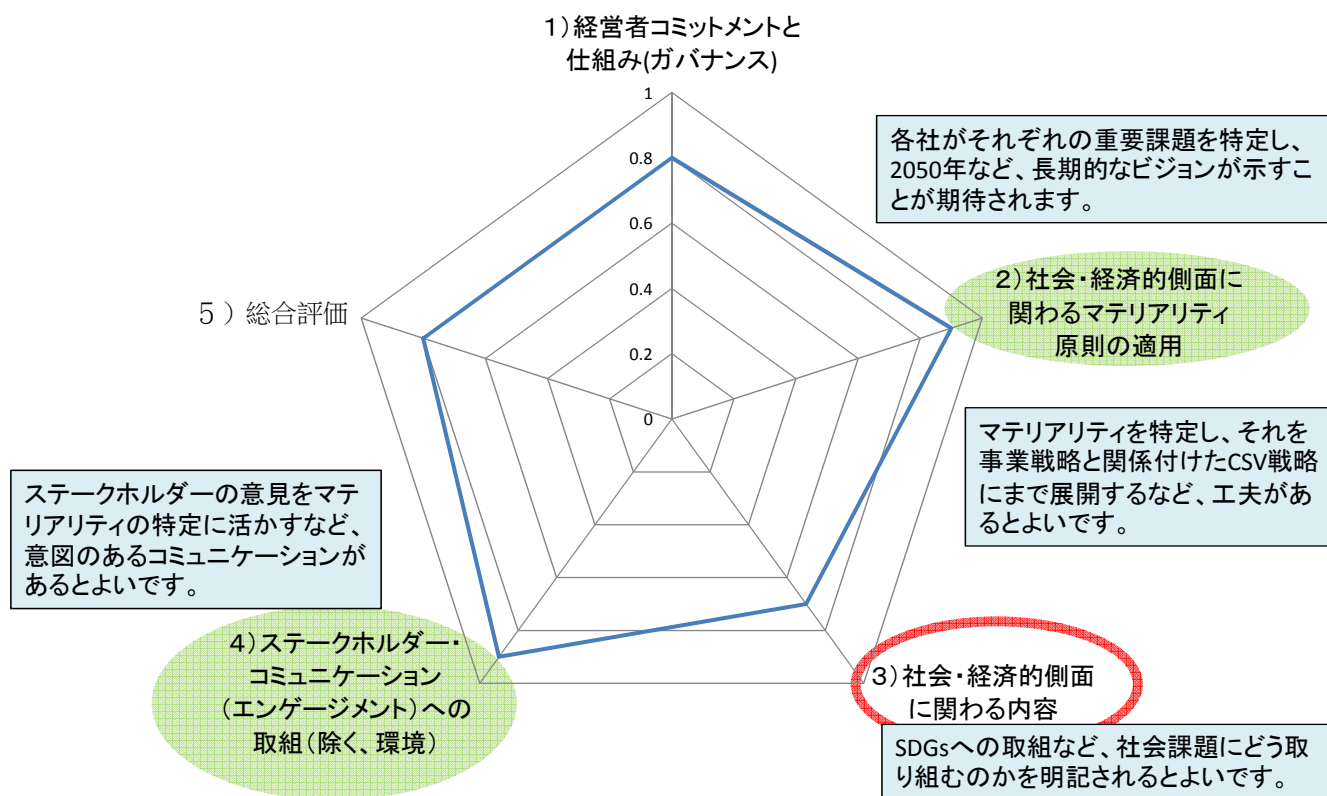 1）経営者コミットメントと
仕組み(ガバナンス)
1
0.8
0.6
0.4
0.2
0
各社がそれぞれの重要課題を特定し、
2050年など、長期的なビジョンが示すこ
とが期待されます。
2）社会・経済的側面に
関わるマテリアリティ
原則の適用
５）総合評価
マテリアリティを特定し、それを
事業戦略と関係付けたCSV戦略
にまで展開するなど、工夫があ
るとよいです。
ステークホルダーの意見をマテ
リアリティの特定に活かすなど、
意図のあるコミュニケーションが
あるとよいです。
4）ステークホルダー・
コミュニケーション
（エンゲージメント）への
取組（除く、環境）
3）社会・経済的側面
に関わる内容
SDGsへの取組など、社会課題にどう取
り組むのかを明記されるとよいです。